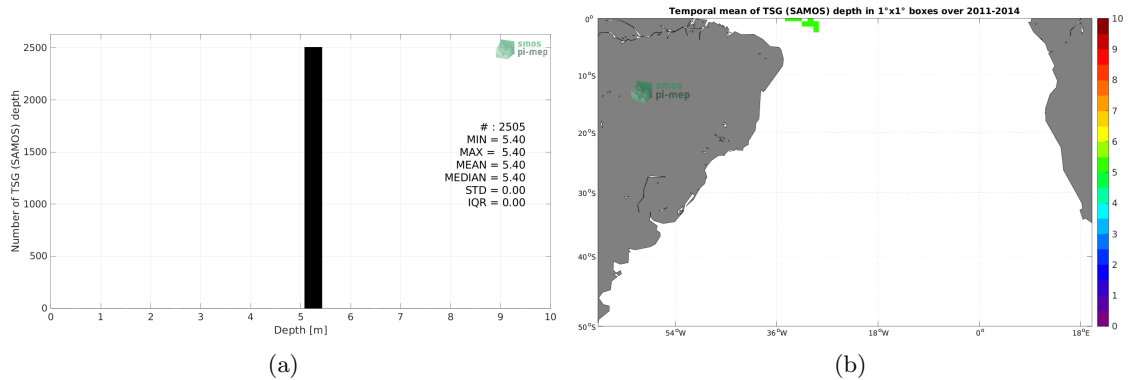 2500
2000
1500
1000
500
0
Number of TSG (SAMOS) depth
smos
pi-mep
# : 2505
MIN = 5.40
MAX = 5.40
MEAN = 5.40
MEDIAN = 5.40
STD = 0.00
IQR = 0.00
0 1 2 3 4 5 6 7 8 9 10
Depth [m]
(a)
Temporal mean of TSG (SAMOS) depth in 1°x1° boxes over 2011-2014
0°
10°S
20°S
30°S
40°S
50°S
smos
pi-mep
54°W 36°W 18°W 0° 18°E
10
9
8
7
6
5
4
3
2
1
0
(b)